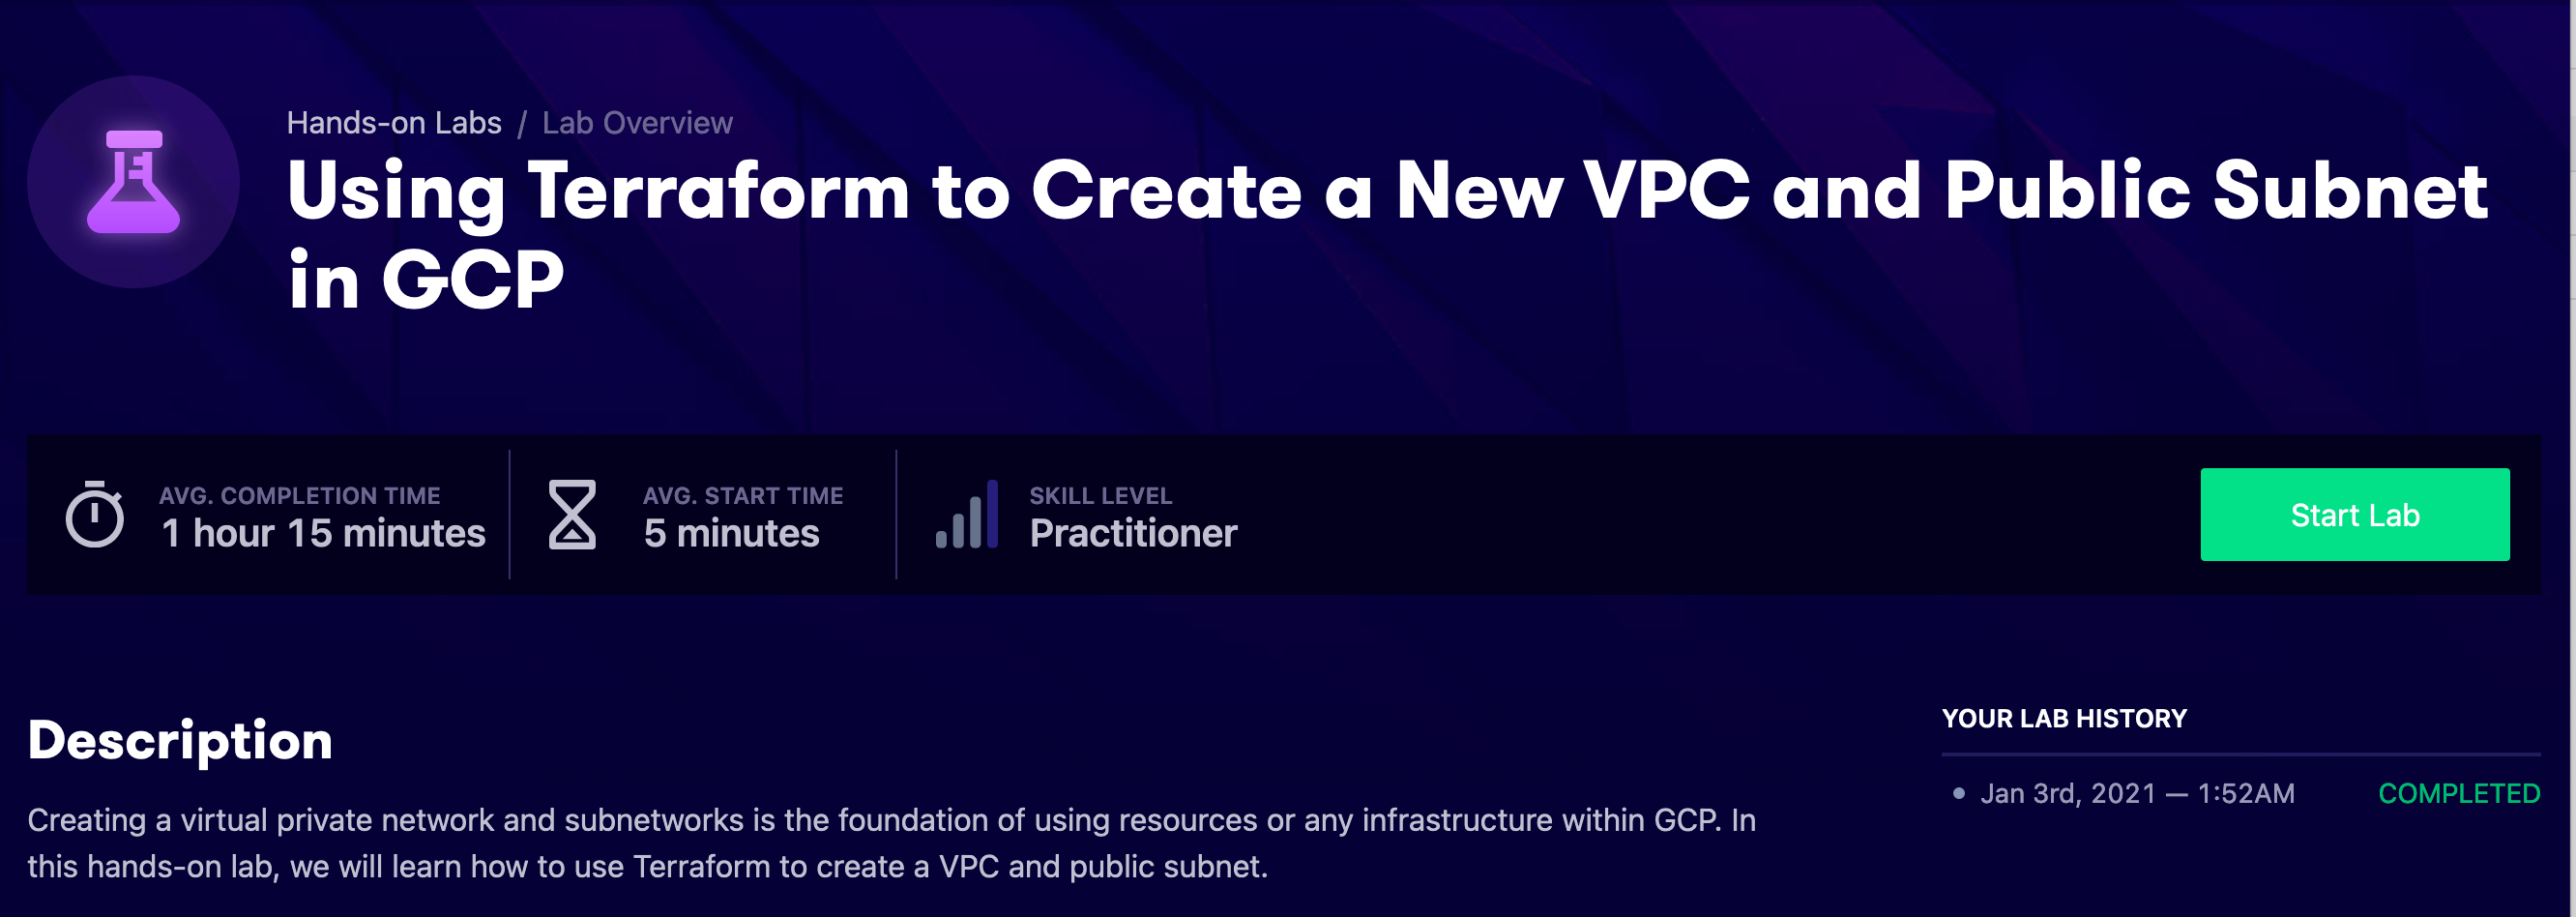 Hands-on Labs / Lab Overview
Using Terraform to Create a New VPC and Public Subnet
in GCP
AVG. COMPLETION TIME
1 hour 15 minutes
AVG. START TIME
5 minutes
SKILL LEVEL
Practitioner
Start Lab
Description
Creating a virtual private network and subnetworks is the foundation of using resources or any infrastructure within GCP. In
this hands-on lab, we will learn how to use Terraform to create a VPC and public subnet.
YOUR LAB HISTORY
Jan 3rd, 2021 — 1:52AM COMPLETED